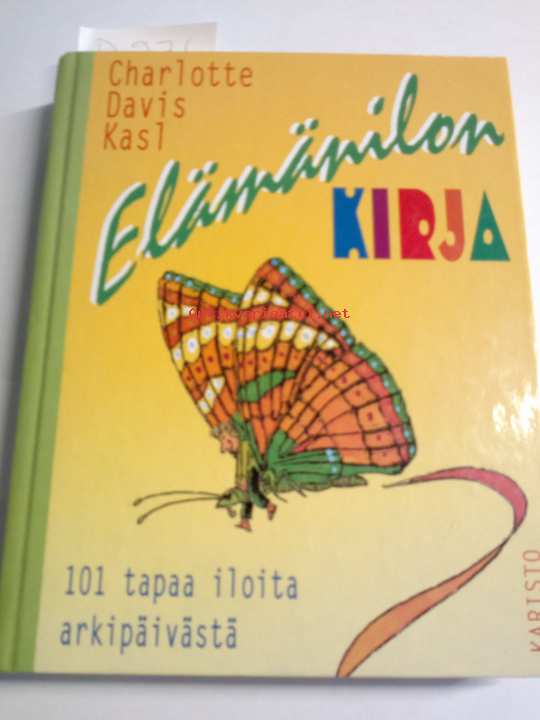 Charlotte
Davis
Kasl
Elämänilon
KIRJA
101 tapaa iloita
arkipäivästä
KARISTO